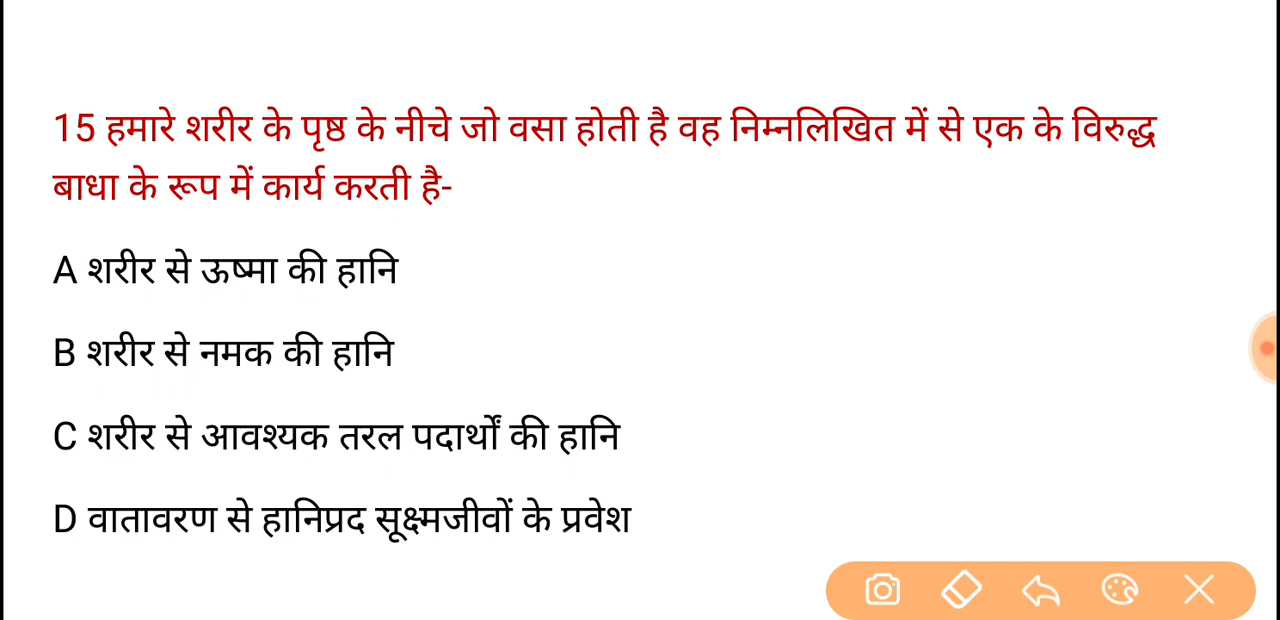 15 हमारे शरीर के पृष्ठ के नीचे जो वसा होती है वह निम्नलिखित में से एक के विरुद्ध
बाधा के रूप में कार्य करती है-
A शरीर से ऊष्मा की हानि
B शरीर से नमक की हानि
C शरीर से आवश्यक तरल पदार्थों की हानि
D वातावरण से हानिप्रद सूक्ष्मजीवों के प्रवेश